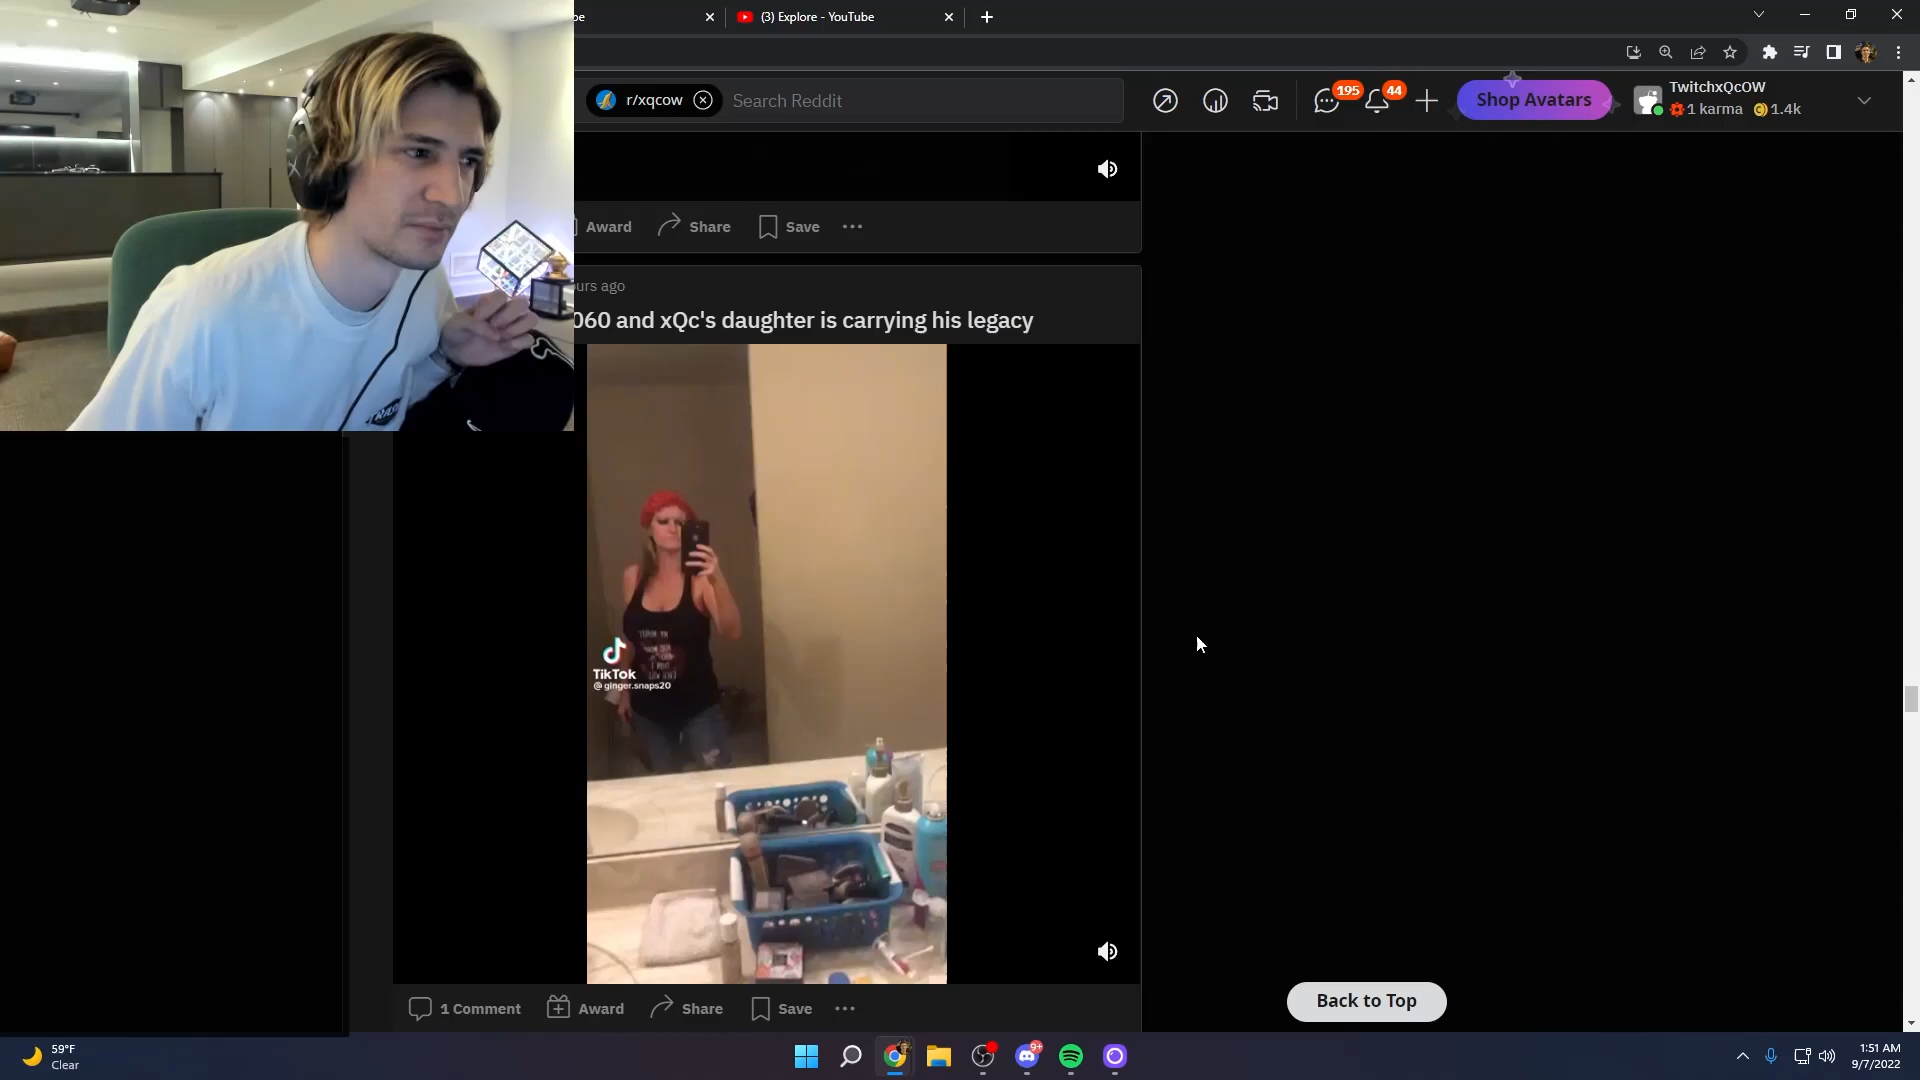 be
(3) Explore - YouTube
r/xqcow
Search Reddit
195
44
Shop Avatars
TwitchxQcOW
1 karma
1.4k
Award
Share
Save
ours ago
060 and xQc's daughter is carrying his legacy
TikTok
@ginger.snaps20
1 Comment
Award
Share
Save
Back to Top
59°F
Clear
9+
1:51 AM
9/7/2022